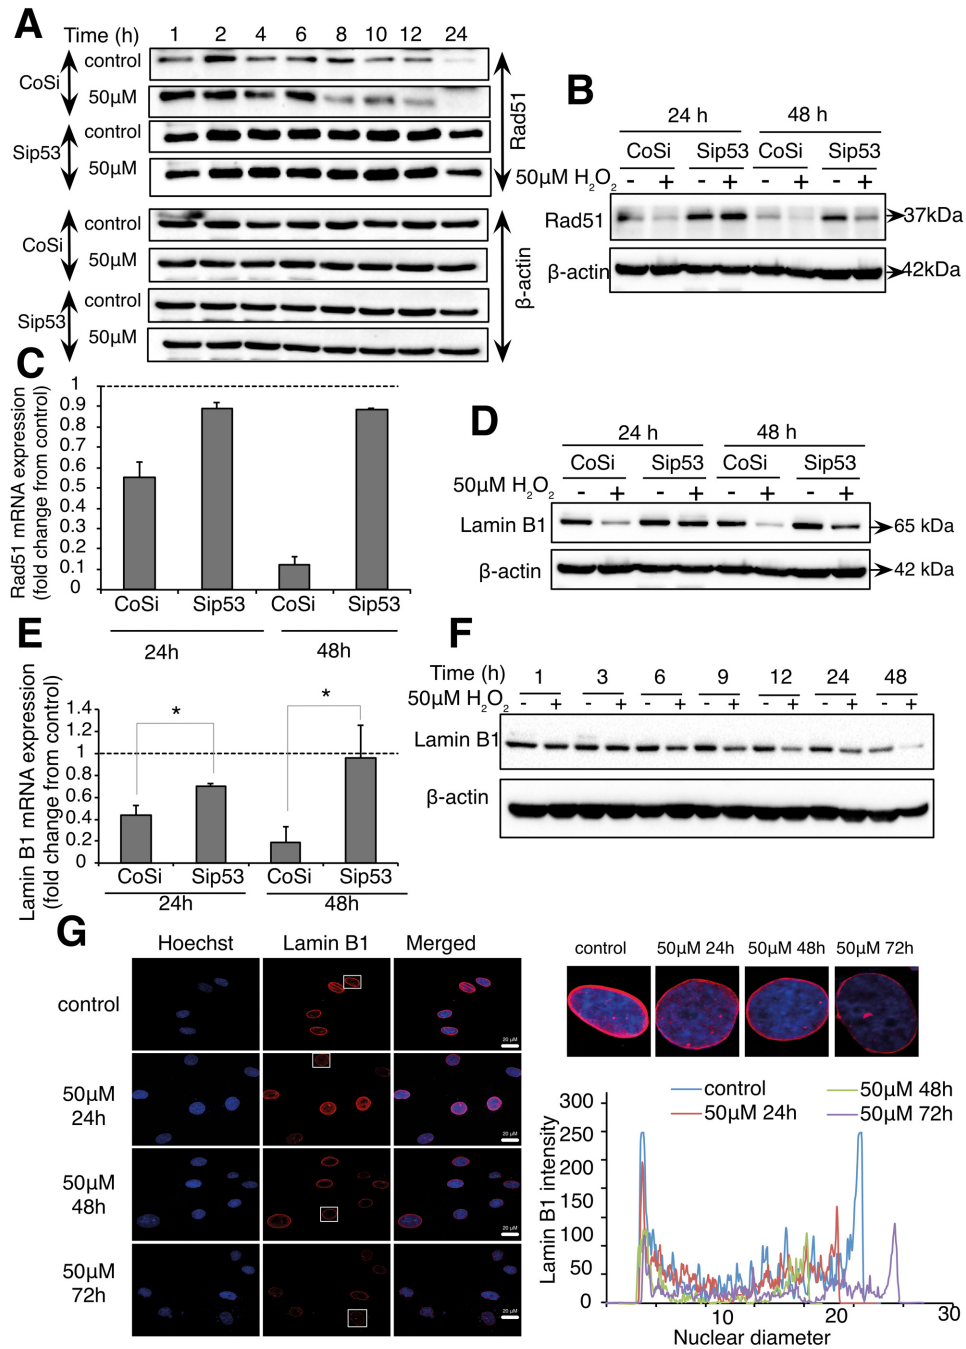 A
Time (h) 1 2 4 6 8 10 12 24
CoSi
control
50µM
Sip53
control
50µM
Rad51
CoSi
control
50µM
Sip53
control
50µM
β-actin
B
24 h 48 h
CoSi Sip53 CoSi Sip53
50µM H2O2 - + - + - + - +
Rad51 37kDa
β-actin 42kDa
C
Rad51 mRNA expression
(fold change from control)
1
0.9
0.8
0.7
0.6
0.5
0.4
0.3
0.2
0.1
0
CoSi Sip53 CoSi Sip53
24h 48h
D
24 h 48 h
CoSi Sip53 CoSi Sip53
50µM H2O2 - + - + - + - +
Lamin B1 65 kDa
β-actin 42 kDa
E
Lamin B1 mRNA expression
(fold change from control)
1.4
1.2
1
0.8
0.6
0.4
0.2
0
* *
CoSi Sip53 CoSi Sip53
24h 48h
F
Time (h) 1 3 6 9 12 24 48
50µM H2O2 - + - + - + - + - + - + - +
Lamin B1
β-actin
G
Hoechst Lamin B1 Merged
control
20 µM
50µM
24h
20 µM
50µM
48h
20 µM
50µM
72h
20 µM
control 50µM 24h 50µM 48h 50µM 72h
control 50µM 48h
50µM 24h 50µM 72h
Lamin B1 intensity
300
250
200
150
100
50
0
10 20 30
Nuclear diameter